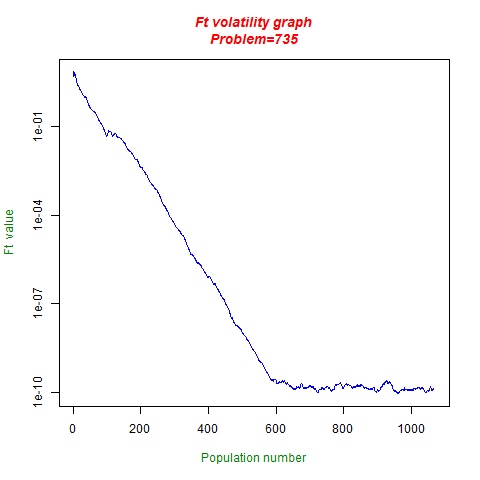 Ft volatility graph
Problem=735
1e-01
1e-04
1e-07
1e-10
Ft value
0 200 400 600 800 1000
Population number